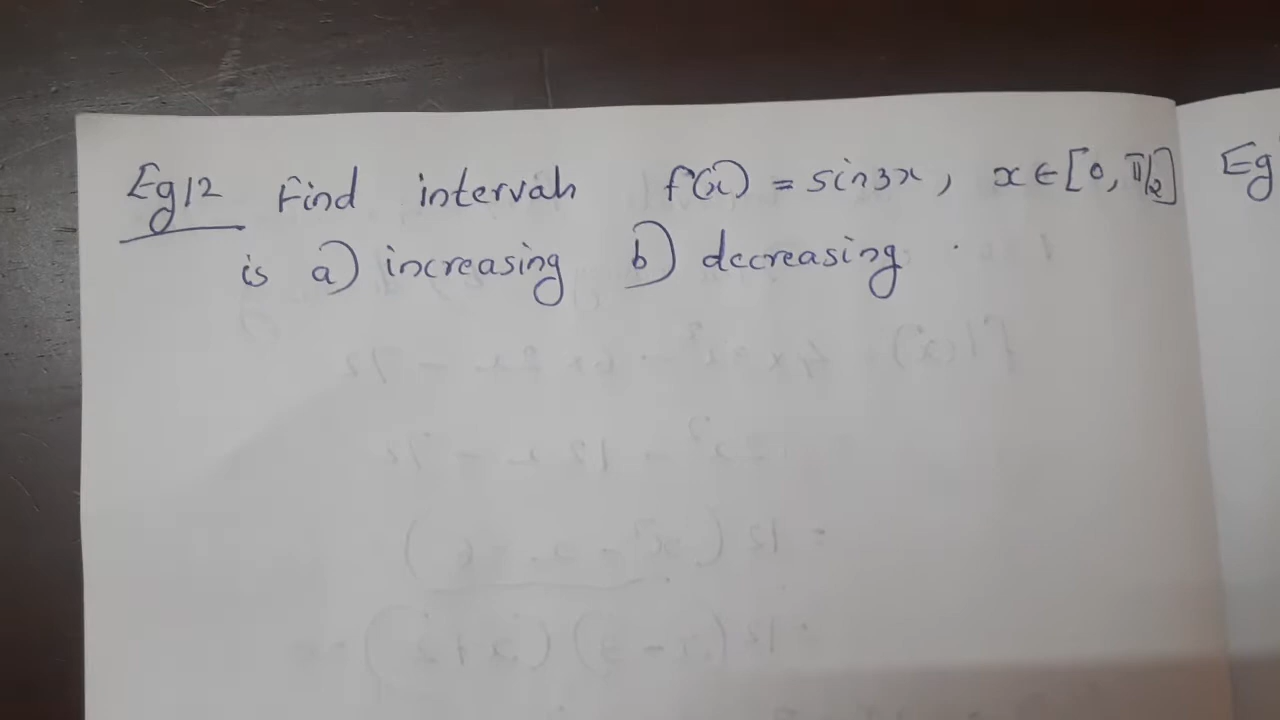 Eg12 Find intervals f(x) = sin3x, x ∈ [0, π/2] Eg
is a) increasing b) decreasing .